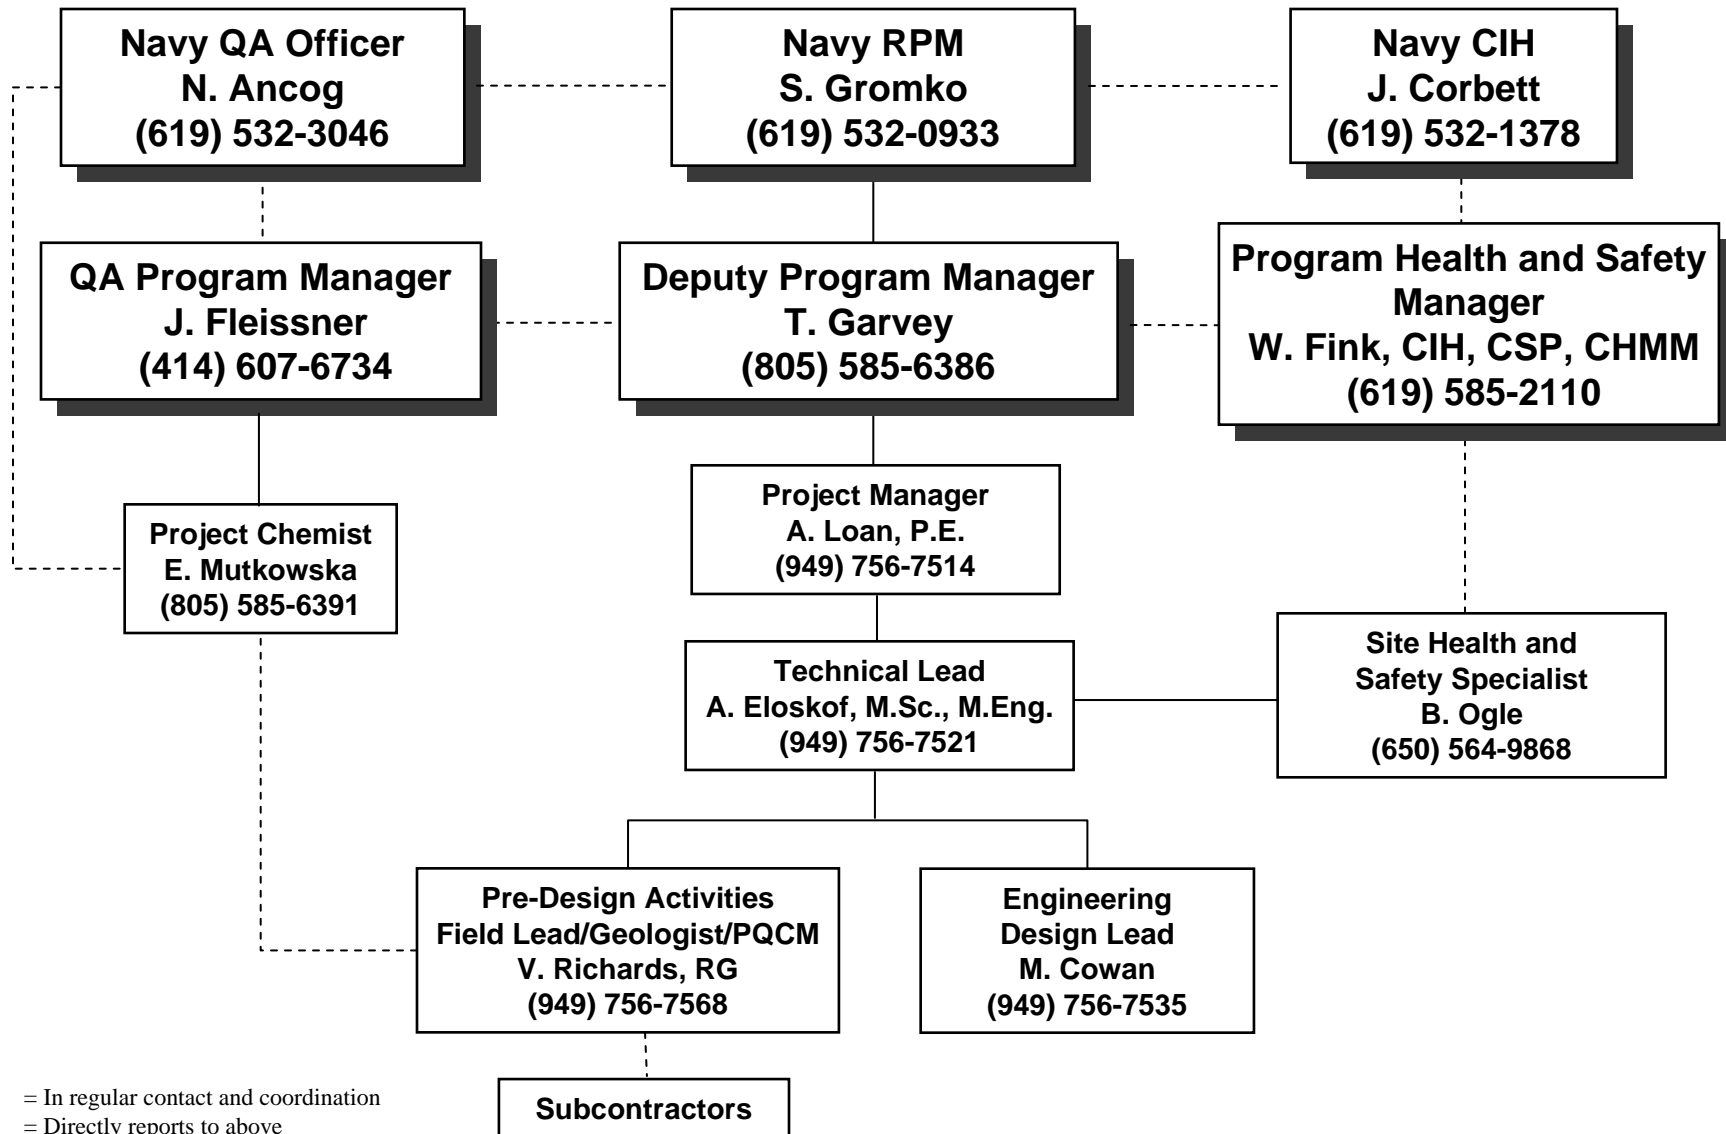 Navy QA Officer
N. Ancog
(619) 532-3046
Navy RPM
S. Gromko
(619) 532-0933
Navy CIH
J. Corbett
(619) 532-1378
QA Program Manager
J. Fleissner
(414) 607-6734
Deputy Program Manager
T. Garvey
(805) 585-6386
Program Health and Safety
Manager
W. Fink, CIH, CSP, CHMM
(619) 585-2110
Project Chemist
E. Mutkowska
(805) 585-6391
Project Manager
A. Loan, P.E.
(949) 756-7514
Technical Lead
A. Eloskof, M.Sc., M.Eng.
(949) 756-7521
Site Health and
Safety Specialist
B. Ogle
(650) 564-9868
Pre-Design Activities
Field Lead/Geologist/PQCM
V. Richards, RG
(949) 756-7568
Engineering
Design Lead
M. Cowan
(949) 756-7535
Subcontractors
= In regular contact and coordination
= Directly reports to above